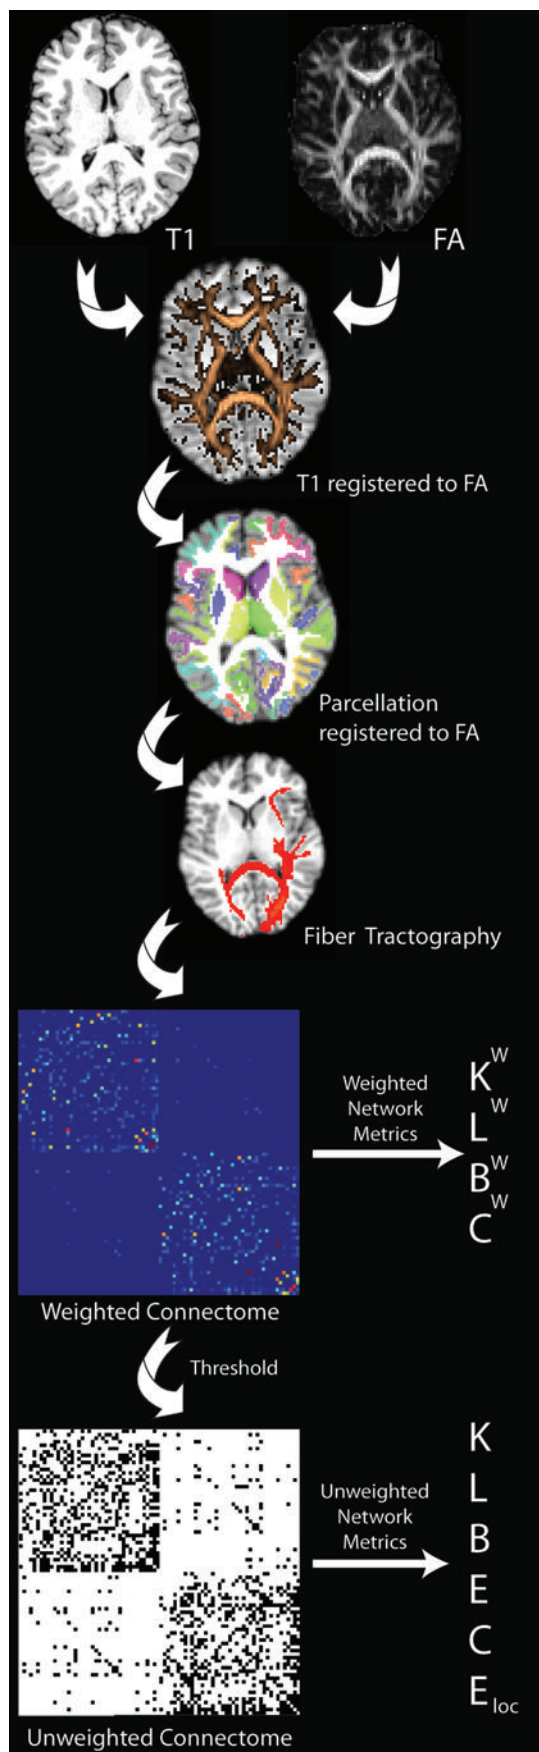 T1
FA
T1 registered to FA
Parcellation
registered to FA
Fiber Tractography
Weighted
Network
Metrics
K^W
L^W
B^W
C^W
Weighted Connectome
Threshold
Unweighted
Network
Metrics
K
L
B
E
C
E_loc
Unweighted Connectome